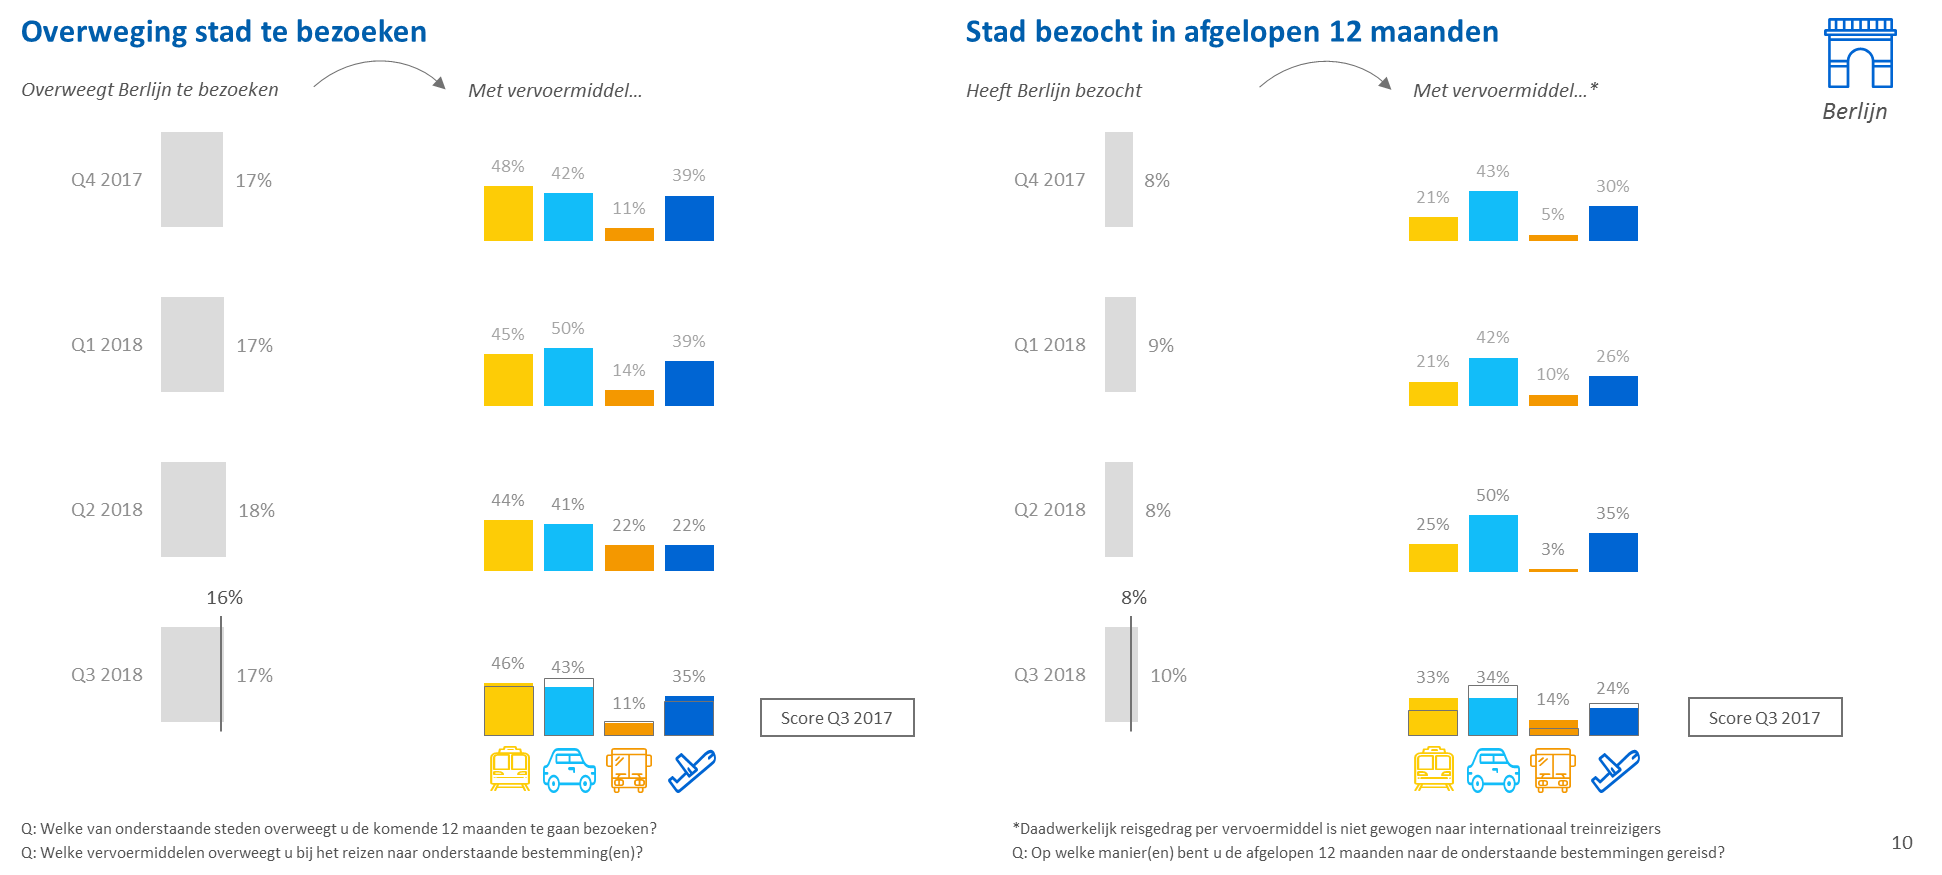 Overweging stad te bezoeken
Overweegt Berlijn te bezoeken
Met vervoermiddel...
Q4 2017
17%
48%
42%
11%
39%
Q1 2018
17%
45%
50%
14%
39%
Q2 2018
18%
44%
41%
22%
22%
16%
Q3 2018
17%
46%
43%
11%
35%
Score Q3 2017
Q: Welke van onderstaande steden overweegt u de komende 12 maanden te gaan bezoeken?
Q: Welke vervoermiddelen overweegt u bij het reizen naar onderstaande bestemming(en)?
Stad bezocht in afgelopen 12 maanden
Heeft Berlijn bezocht
Met vervoermiddel...*
Berlijn
Q4 2017
8%
21%
43%
5%
30%
Q1 2018
9%
21%
42%
10%
26%
Q2 2018
8%
25%
50%
3%
35%
8%
Q3 2018
10%
33%
34%
14%
24%
Score Q3 2017
*Daadwerkelijk reisgedrag per vervoermiddel is niet gewogen naar internationaal treinreizigers
Q: Op welke manier(en) bent u de afgelopen 12 maanden naar de onderstaande bestemmingen gereisd?
10